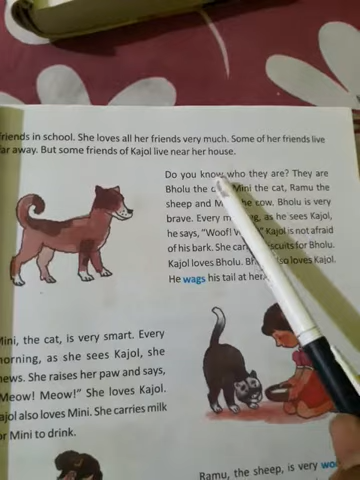 friends in school. She loves all her friends very much. Some of her friends live
far away. But some friends of Kajol live near her house.
Do you know who they are? They are
Bholu the Mini the cat, Ramu the
sheep and the cow. Bholu is very
brave. Every as he sees Kajol,
he says, "Woof! Kajol is not afraid
of his bark. She biscuits for Bholu.
Kajol loves Bholu. also loves Kajol.
He wags his tail at her.
Mini, the cat, is very smart. Every
morning, as she sees Kajol, she
mews. She raises her paw and says,
"Meow! Meow!" She loves Kajol.
Kajol also loves Mini. She carries milk
for Mini to drink.
Ramu, the sheep, is very